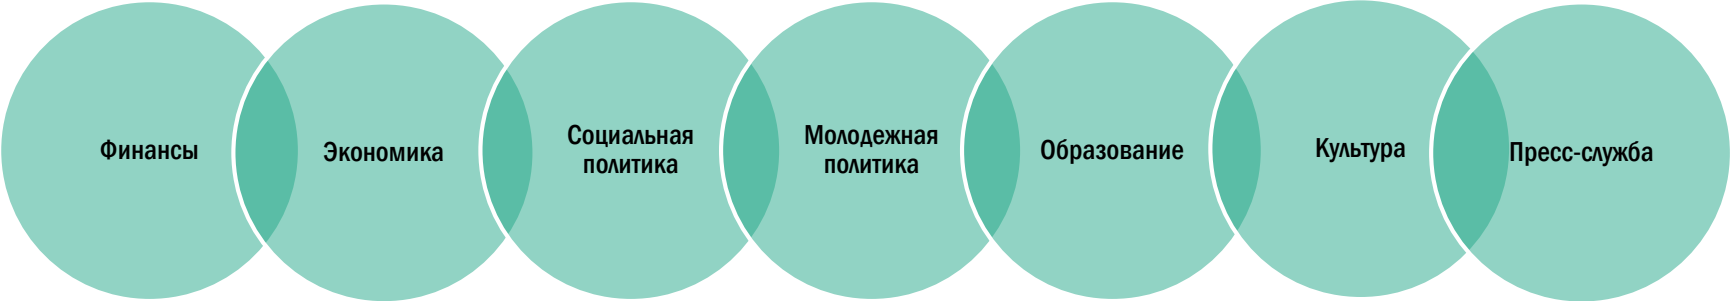 Финансы
Экономика
Социальная
политика
Молодежная
политика
Образование
Культура
Пресс-служба